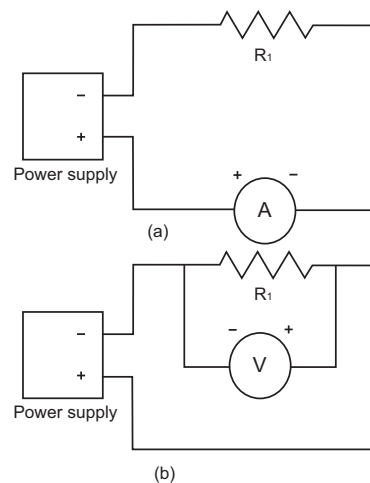 R₁
−
+
Power supply
+ −
A
(a)
R₁
− +
V
−
+
Power supply
(b)